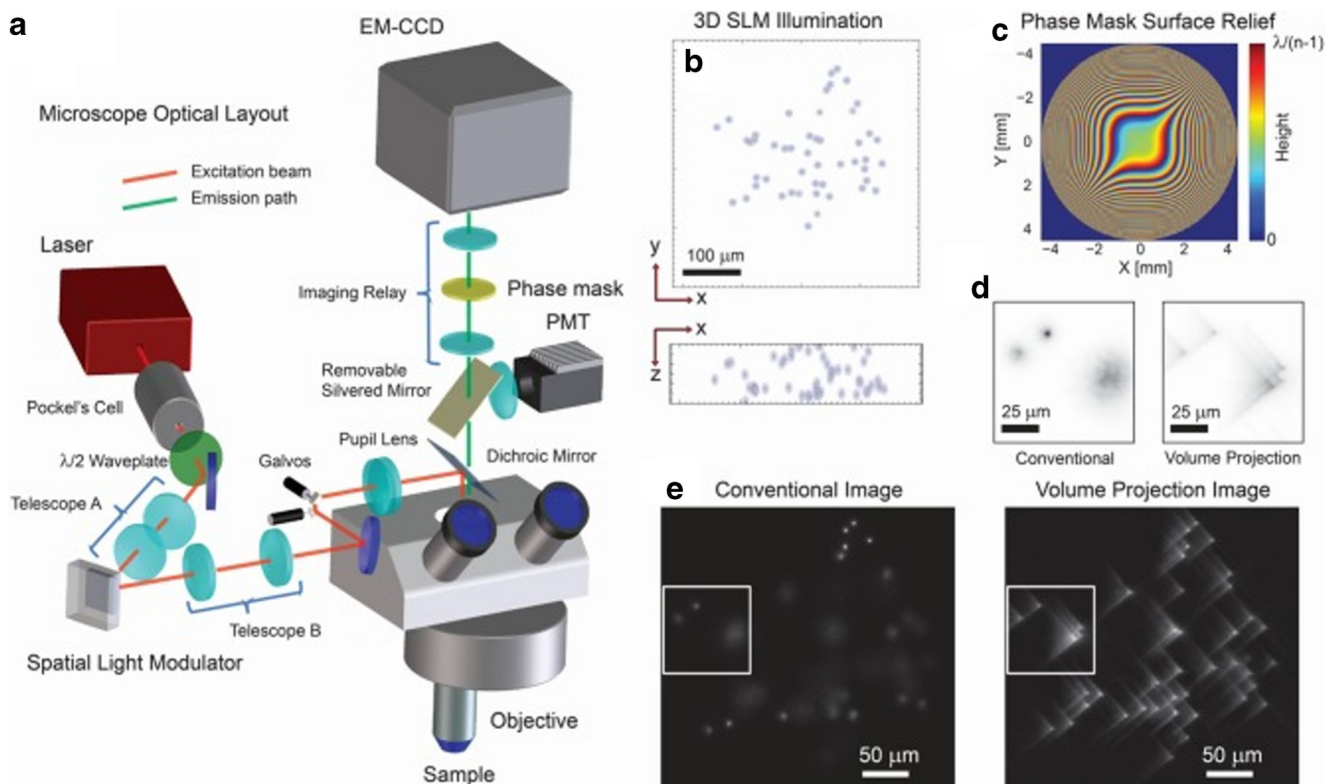 a
EM-CCD
Microscope Optical Layout
Excitation beam
Emission path
Laser
Imaging Relay
Phase mask
PMT
Removable
Silvered Mirror
Pockel's Cell
Pupil Lens
Dichroic Mirror
λ/2 Waveplate
Galvos
Telescope A
Telescope B
Spatial Light Modulator
Objective
Sample
3D SLM Illumination
b
100 μm
y
x
x
z
c
Phase Mask Surface Relief
λ/(n-1)
Height
0
−4
−2
0
2
4
Y [mm]
−4 −2 0 2 4
X [mm]
d
25 μm
25 μm
Conventional
Volume Projection
e
Conventional Image
Volume Projection Image
50 μm
50 μm